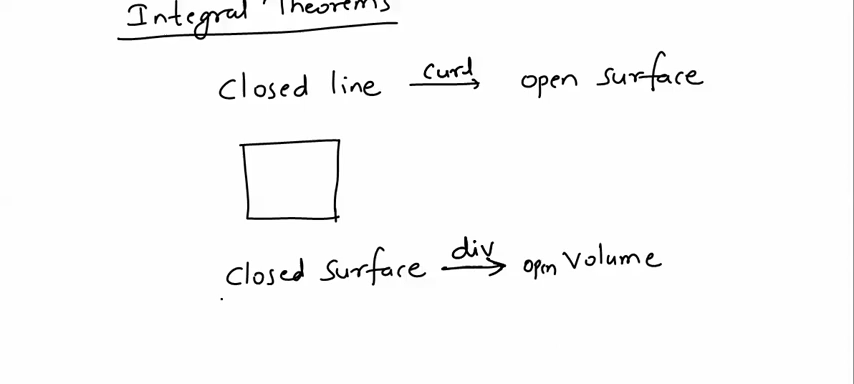 Integral Theorems
Closed line curl open surface
Closed surface div open Volume